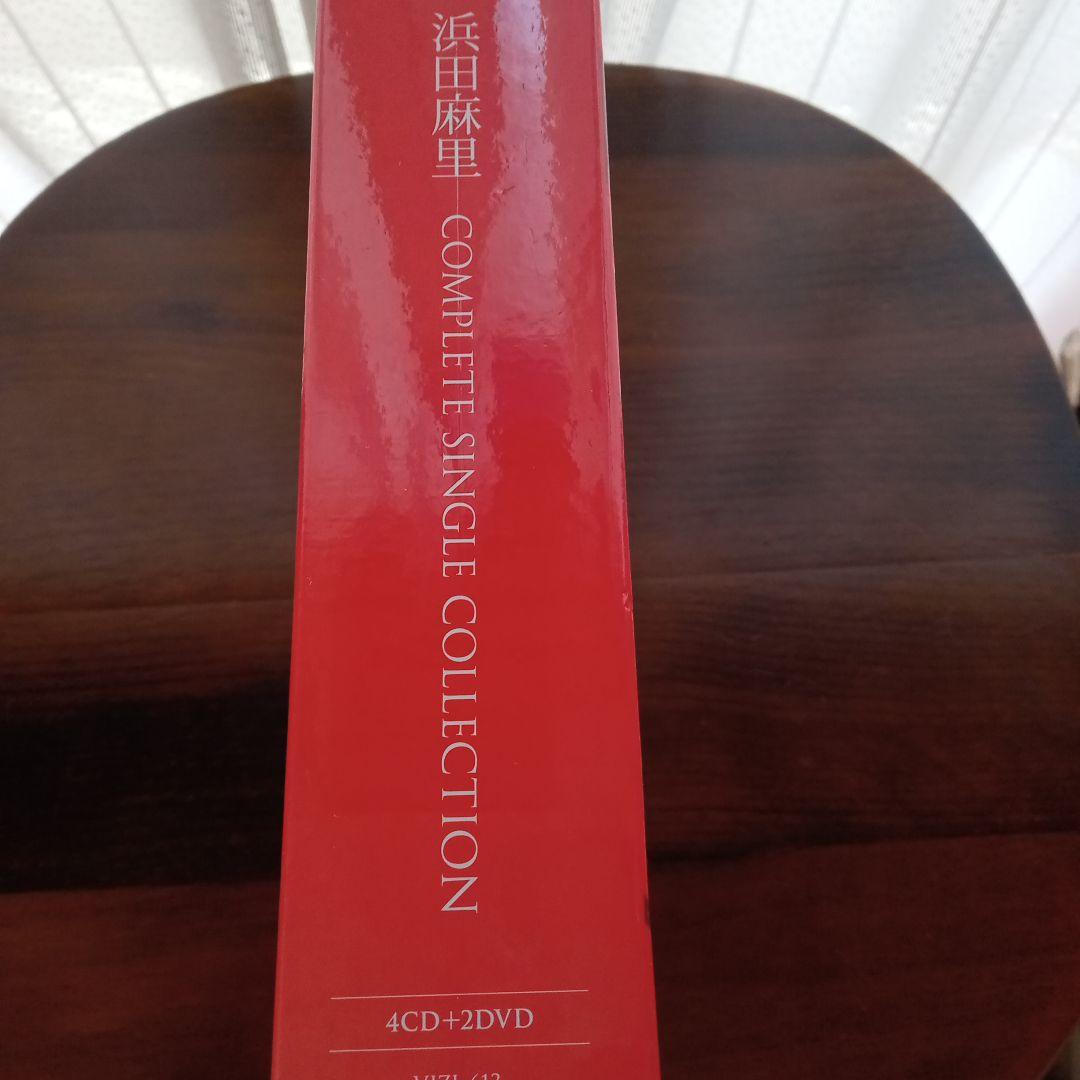 浜田麻里
COMPLETE SINGLE COLLECTION
4CD+2DVD